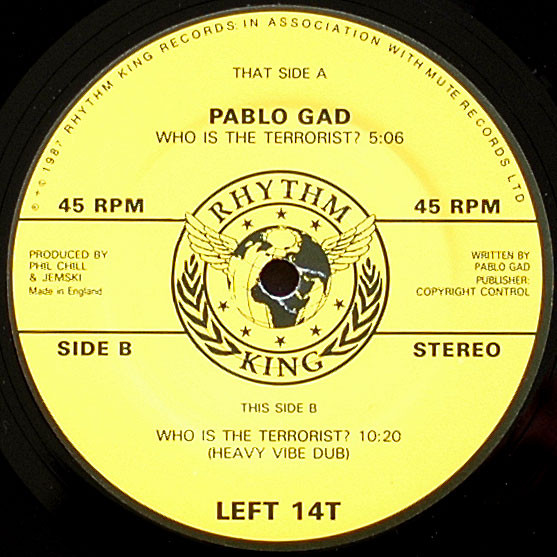 ℗ © 1987 RHYTHM KING RECORDS. IN ASSOCIATION WITH MUTE RECORDS LTD
THAT SIDE A
PABLO GAD
WHO IS THE TERRORIST? 5:06
45 RPM
45 RPM
RHYTHM
PRODUCED BY
PHIL CHILL
& JEMSKI
Made in England
WRITTEN BY
PABLO GAD
PUBLISHER:
COPYRIGHT CONTROL
KING
SIDE B
STEREO
THIS SIDE B
WHO IS THE TERRORIST? 10:20
(HEAVY VIBE DUB)
LEFT 14T